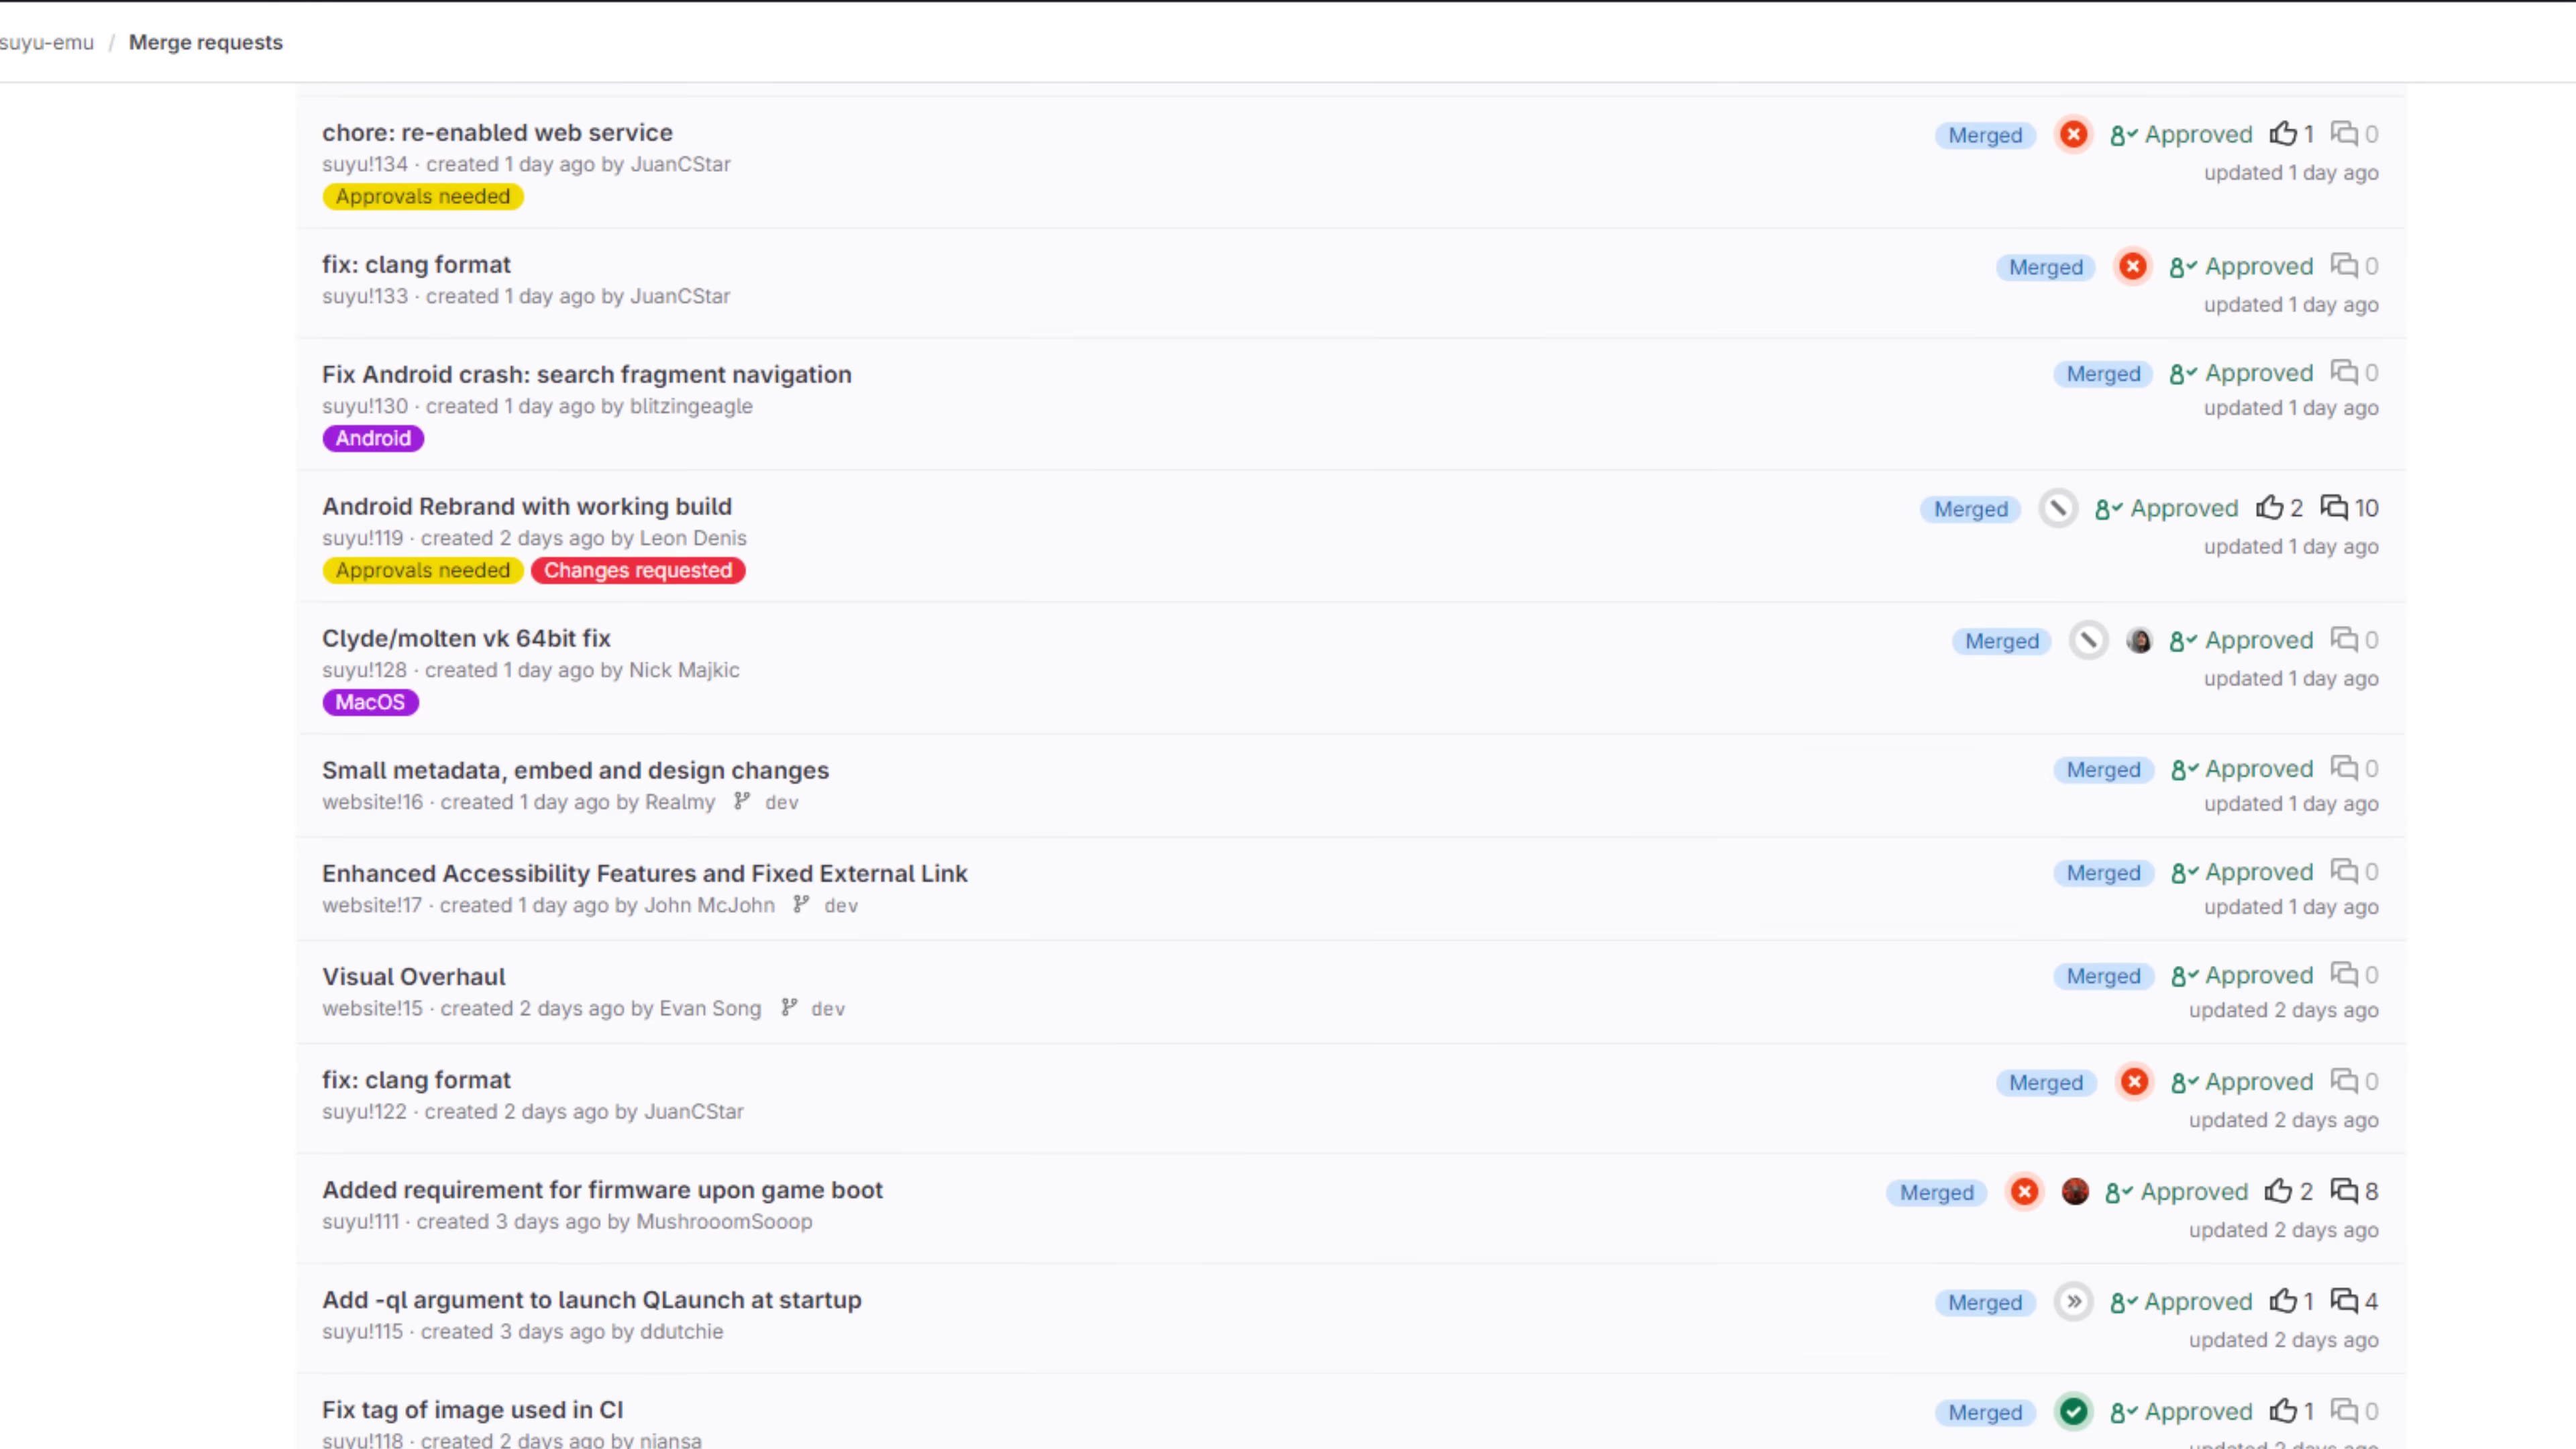 suyu-emu / Merge requests
chore: re-enabled web service
Merged Approved 1 0
suyu!134 · created 1 day ago by JuanCStar
updated 1 day ago
Approvals needed
fix: clang format
Merged Approved 0
suyu!133 · created 1 day ago by JuanCStar
updated 1 day ago
Fix Android crash: search fragment navigation
Merged Approved 0
suyu!130 · created 1 day ago by blitzingeagle
updated 1 day ago
Android
Android Rebrand with working build
Merged Approved 2 10
suyu!119 · created 2 days ago by Leon Denis
updated 1 day ago
Approvals needed Changes requested
Clyde/molten vk 64bit fix
Merged Approved 0
suyu!128 · created 1 day ago by Nick Majkic
updated 1 day ago
MacOS
Small metadata, embed and design changes
Merged Approved 0
website!16 · created 1 day ago by Realmy dev
updated 1 day ago
Enhanced Accessibility Features and Fixed External Link
Merged Approved 0
website!17 · created 1 day ago by John McJohn dev
updated 1 day ago
Visual Overhaul
Merged Approved 0
website!15 · created 2 days ago by Evan Song dev
updated 2 days ago
fix: clang format
Merged Approved 0
suyu!122 · created 2 days ago by JuanCStar
updated 2 days ago
Added requirement for firmware upon game boot
Merged Approved 2 8
suyu!111 · created 3 days ago by MushrooomSooop
updated 2 days ago
Add -ql argument to launch QLaunch at startup
Merged Approved 1 4
suyu!115 · created 3 days ago by ddutchie
updated 2 days ago
Fix tag of image used in CI
Merged Approved 1 0
suyu!118 · created 2 days ago by niansa
updated 2 days ago